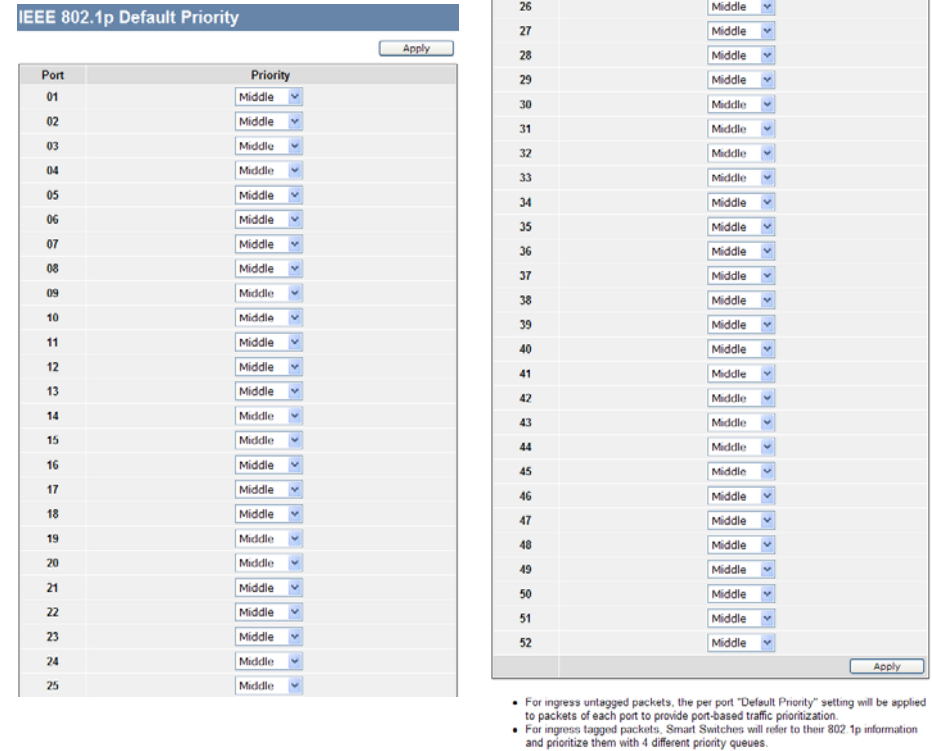 IEEE 802.1p Default Priority
Apply
Port Priority
01 Middle
02 Middle
03 Middle
04 Middle
05 Middle
06 Middle
07 Middle
08 Middle
09 Middle
10 Middle
11 Middle
12 Middle
13 Middle
14 Middle
15 Middle
16 Middle
17 Middle
18 Middle
19 Middle
20 Middle
21 Middle
22 Middle
23 Middle
24 Middle
25 Middle
26 Middle
27 Middle
28 Middle
29 Middle
30 Middle
31 Middle
32 Middle
33 Middle
34 Middle
35 Middle
36 Middle
37 Middle
38 Middle
39 Middle
40 Middle
41 Middle
42 Middle
43 Middle
44 Middle
45 Middle
46 Middle
47 Middle
48 Middle
49 Middle
50 Middle
51 Middle
52 Middle
Apply
• For ingress untagged packets, the per port "Default Priority" setting will be applied
to packets of each port to provide port-based traffic prioritization.
• For ingress tagged packets, Smart Switches will refer to their 802.1p information
and prioritize them with 4 different priority queues.